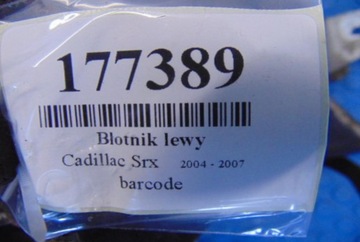 177389
Blotnik lewy
Cadillac Srx 2004 - 2007
barcode